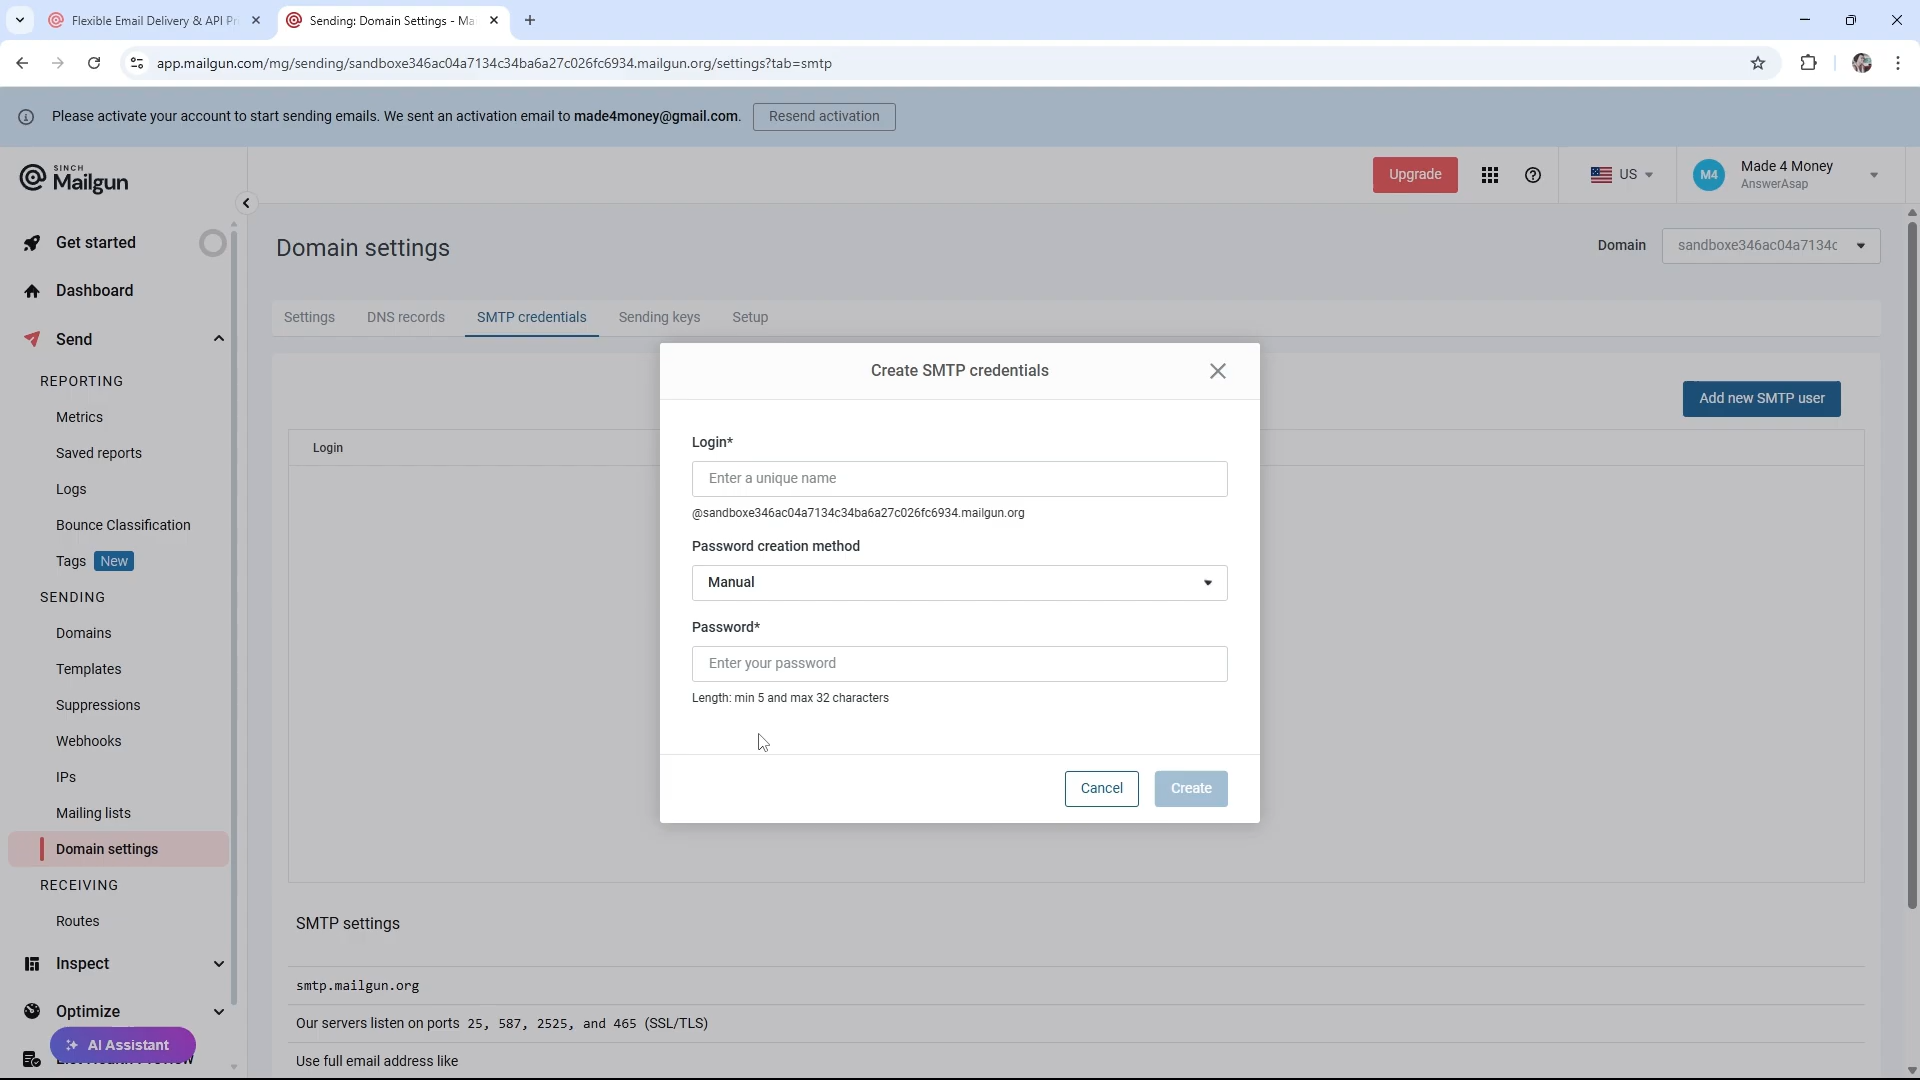 Flexible Email Delivery & API Pr
Sending: Domain Settings - Ma
app.mailgun.com/mg/sending/sandboxe346ac04a7134c34ba6a27c026fc6934.mailgun.org/settings?tab=smtp
Please activate your account to start sending emails. We sent an activation email to made4money@gmail.com.
Resend activation
SINCH
Mailgun
Upgrade
US
M4
Made 4 Money
AnswerAsap
Get started
Dashboard
Send
REPORTING
Metrics
Saved reports
Logs
Bounce Classification
Tags New
SENDING
Domains
Templates
Suppressions
Webhooks
IPs
Mailing lists
Domain settings
RECEIVING
Routes
Inspect
Optimize
AI Assistant
Domain settings
Domain
sandboxe346ac04a7134c
Settings
DNS records
SMTP credentials
Sending keys
Setup
Add new SMTP user
Login
Create SMTP credentials
Login*
Enter a unique name
@sandboxe346ac04a7134c34ba6a27c026fc6934.mailgun.org
Password creation method
Manual
Password*
Enter your password
Length: min 5 and max 32 characters
Cancel
Create
SMTP settings
smtp.mailgun.org
Our servers listen on ports 25, 587, 2525, and 465 (SSL/TLS)
Use full email address like